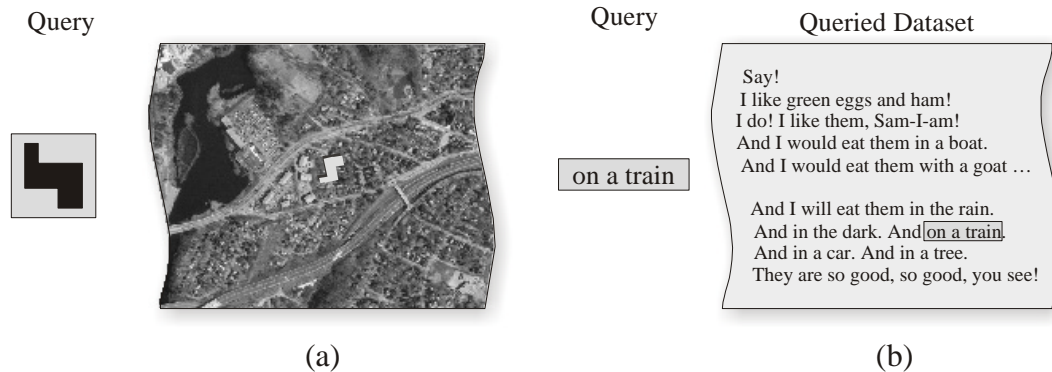 Query
Query
Queried Dataset
on a train
Say!
I like green eggs and ham!
I do! I like them, Sam-I-am!
And I would eat them in a boat.
And I would eat them with a goat …
And I will eat them in the rain.
And in the dark. And on a train.
And in a car. And in a tree.
They are so good, so good, you see!
(a)
(b)